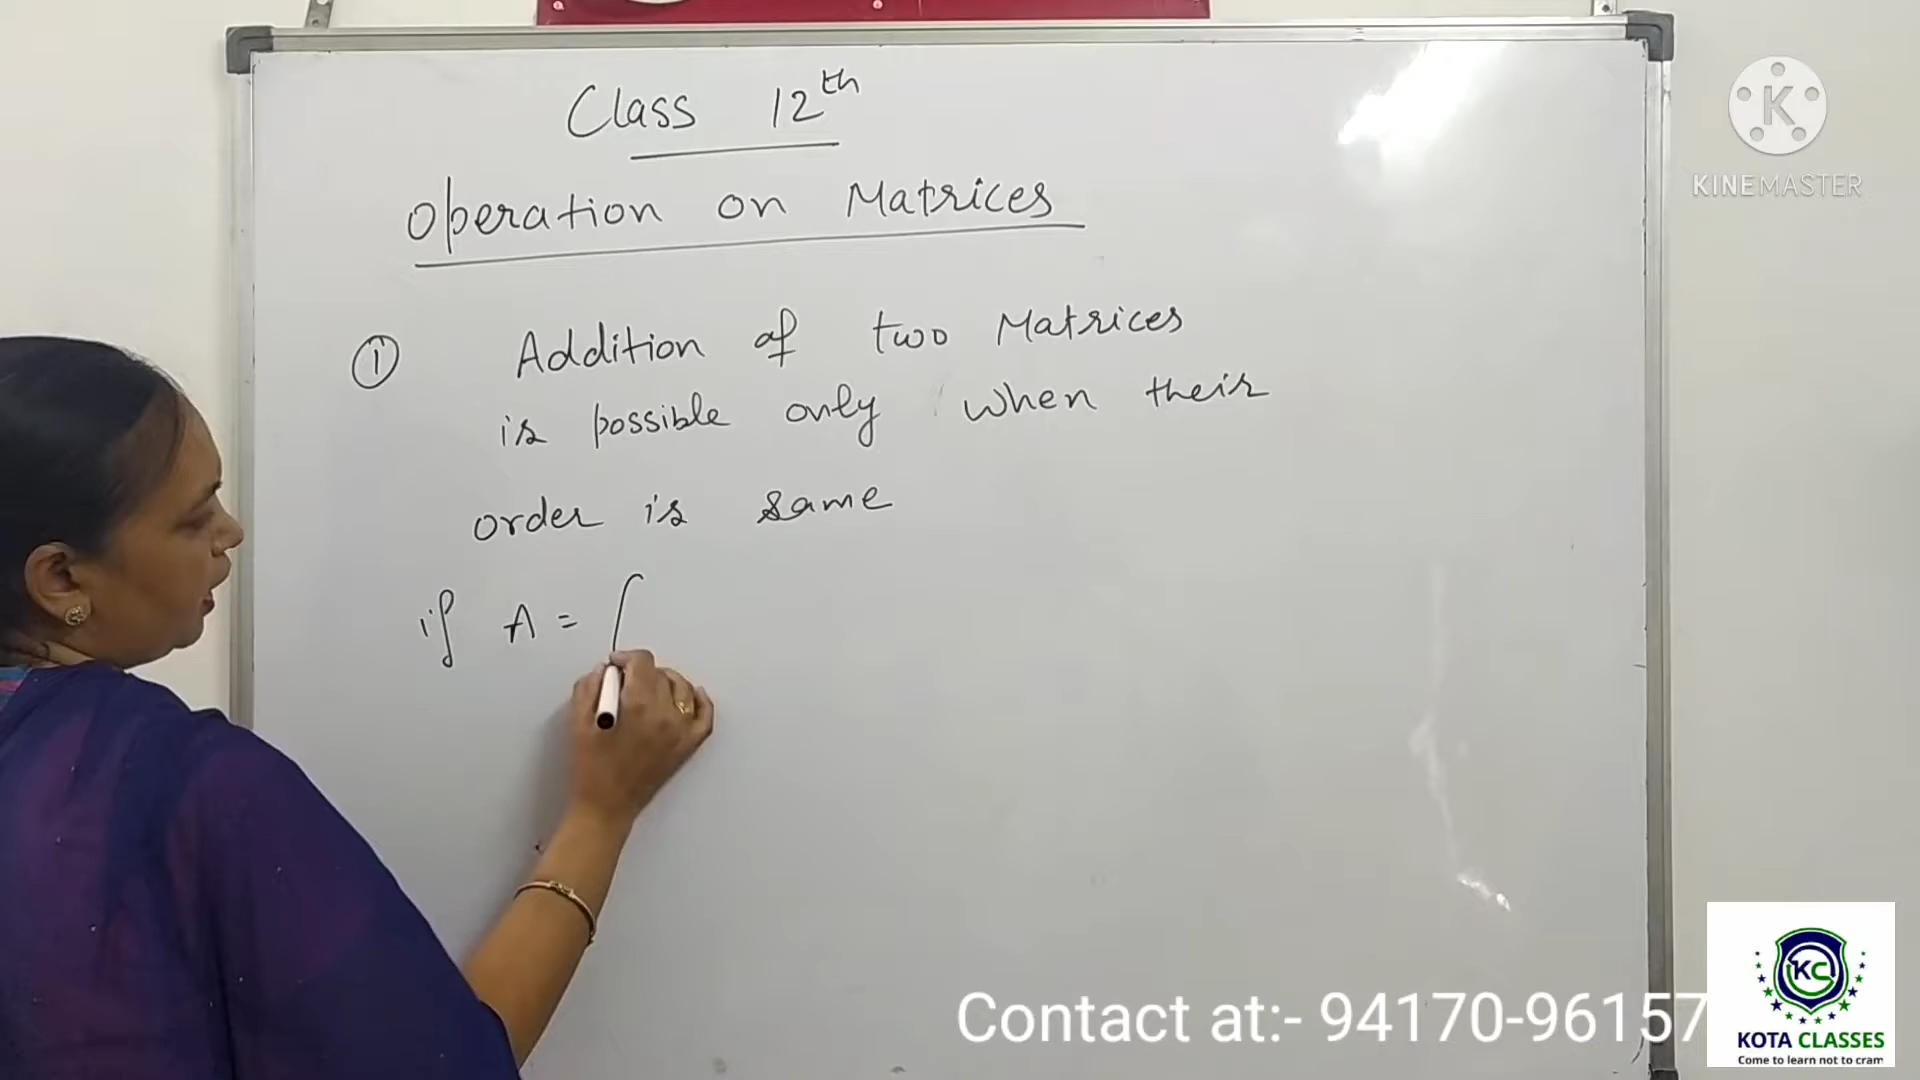 Class 12th
Operation on Matrices
① Addition of two Matrices
is possible only when their
order is same
if A = [
K
KINEMASTER
Contact at:- 94170-96157
KC
KOTA CLASSES
Come to learn not to cram